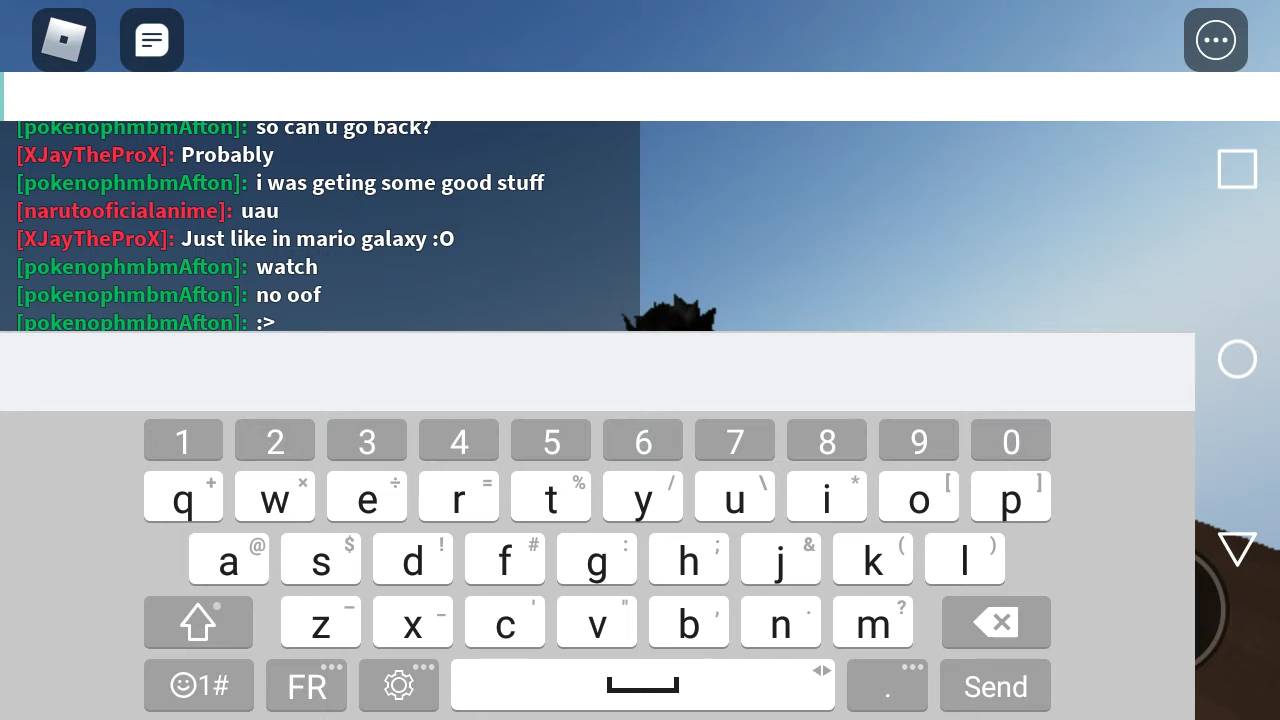 [pokenophmbmAfton]: so can u go back?
[XJayTheProX]: Probably
[pokenophmbmAfton]: i was geting some good stuff
[narutooficialanime]: uau
[XJayTheProX]: Just like in mario galaxy :O
[pokenophmbmAfton]: watch
[pokenophmbmAfton]: no oof
[pokenophmbmAfton]: :>
1 2 3 4 5 6 7 8 9 0
q + w × e ÷ r = t % y / u \ i * o [ p ]
a @ s $ d ! f # g : h ; j & k ( l )
z - x _ c ' v " b , n . m ?
1# FR . Send